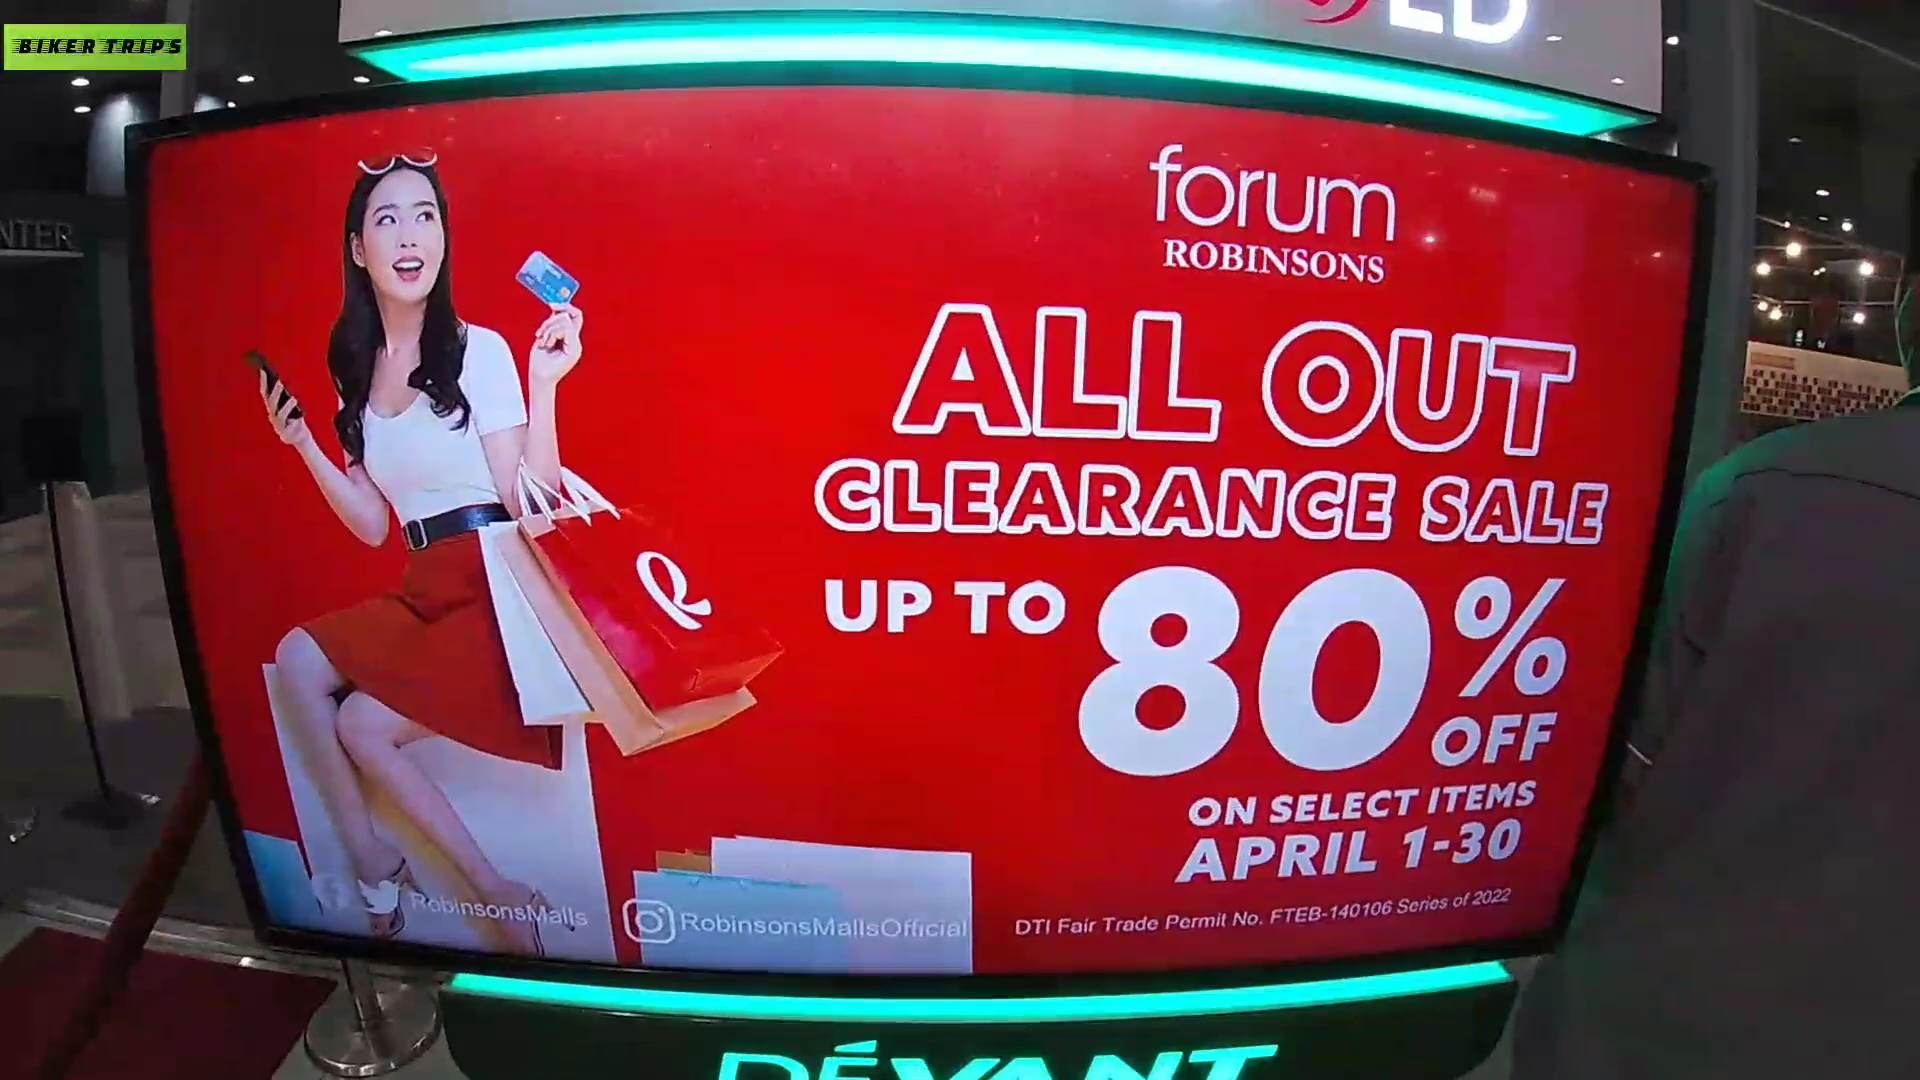 BIKER TRIPS
forum
ROBINSONS
ALL OUT
CLEARANCE SALE
UP TO 80%
OFF
ON SELECT ITEMS
APRIL 1-30
RobinsonsMalls
RobinsonsMallsOfficial
DTI Fair Trade Permit No. FTEB-140106 Series of 2022
DÉVANT